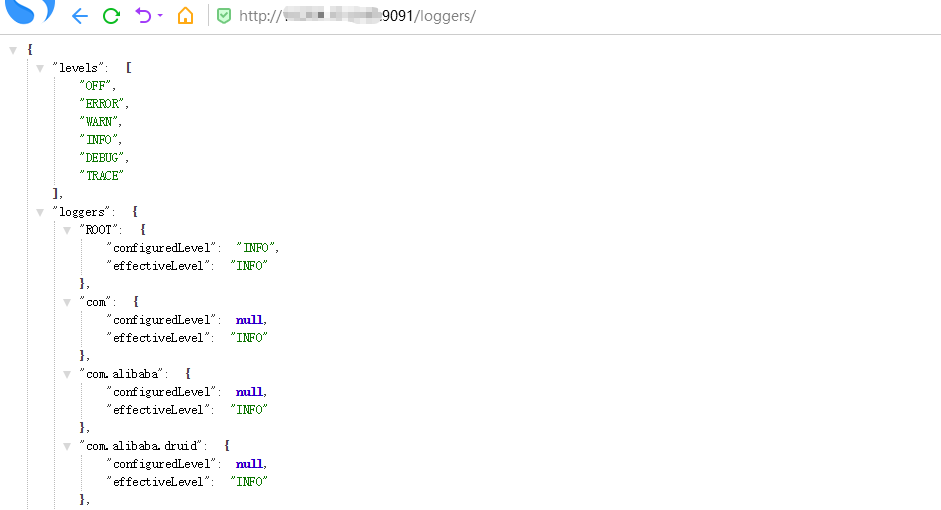 http://9091/loggers/
{
"levels": [
"OFF",
"ERROR",
"WARN",
"INFO",
"DEBUG",
"TRACE"
],
"loggers": {
"ROOT": {
"configuredLevel": "INFO",
"effectiveLevel": "INFO"
},
"com": {
"configuredLevel": null,
"effectiveLevel": "INFO"
},
"com.alibaba": {
"configuredLevel": null,
"effectiveLevel": "INFO"
},
"com.alibaba.druid": {
"configuredLevel": null,
"effectiveLevel": "INFO"
},